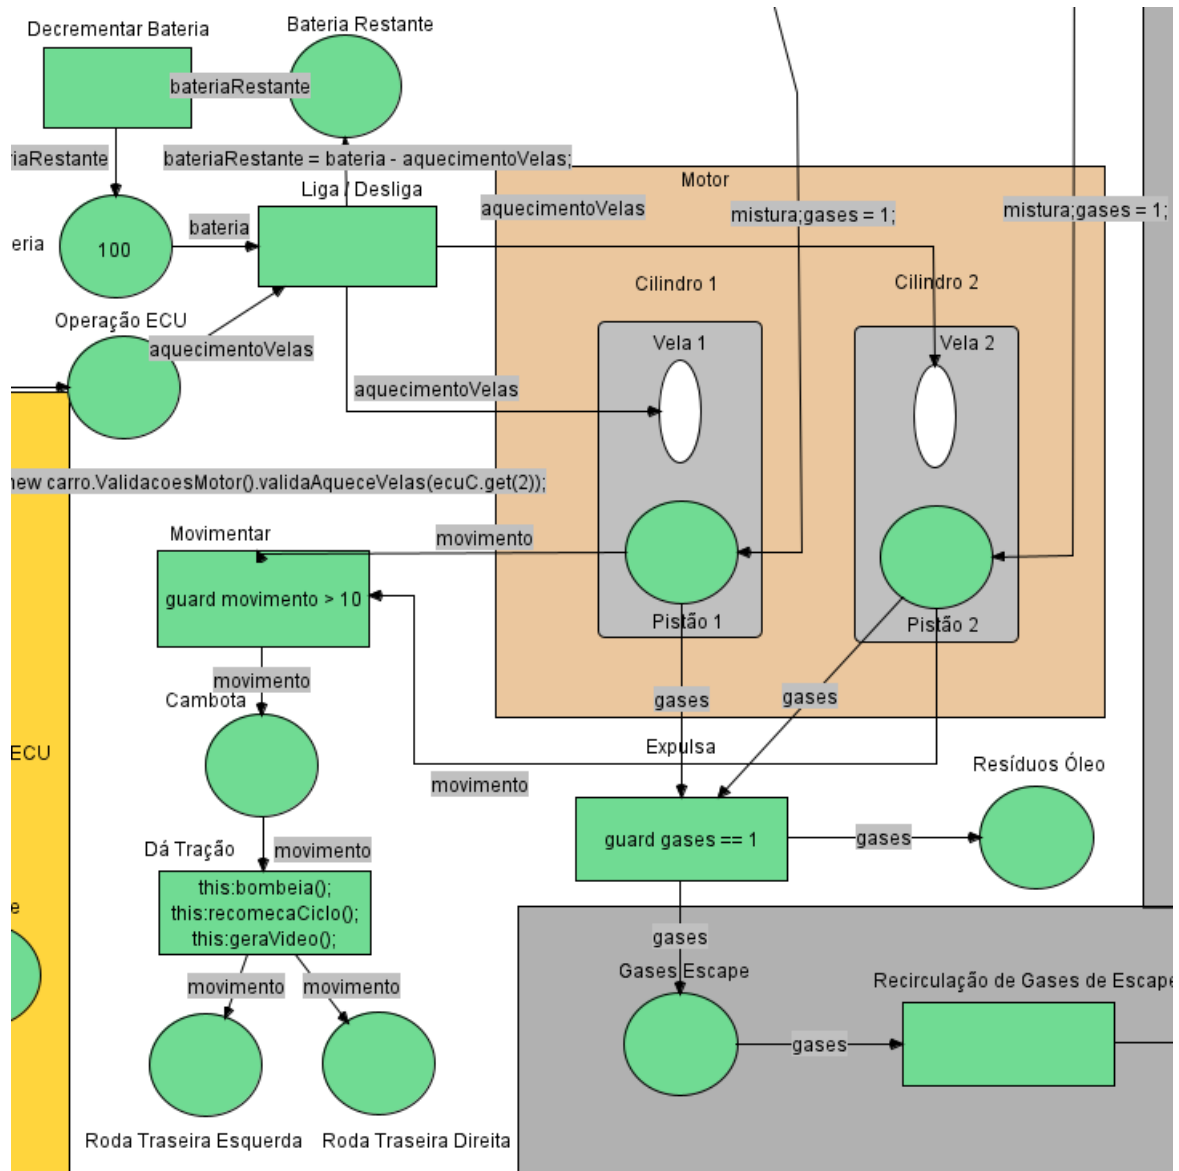 Decrementar Bateria
Bateria Restante
bateriaRestante
riaRestante
bateriaRestante = bateria - aquecimentoVelas;
Liga / Desliga
Motor
aquecimentoVelas
mistura;gases = 1;
mistura;gases = 1;
bateria
eria
100
Cilindro 1
Cilindro 2
Operação ECU
aquecimentoVelas
Vela 1
Vela 2
aquecimentoVelas
new carro.ValidacoesMotor().validaAqueceVelas(ecuC.get(2));
Movimentar
movimento
guard movimento > 10
Pistão 1
Pistão 2
movimento
Cambota
gases
gases
ECU
Expulsa
Resíduos Óleo
movimento
guard gases == 1
gases
Dá Tração
movimento
this:bombeia();
this:recomecaCiclo();
this:geraVideo();
e
gases
Gases Escape
Recirculação de Gases de Escape
movimento
movimento
gases
Roda Traseira Esquerda
Roda Traseira Direita